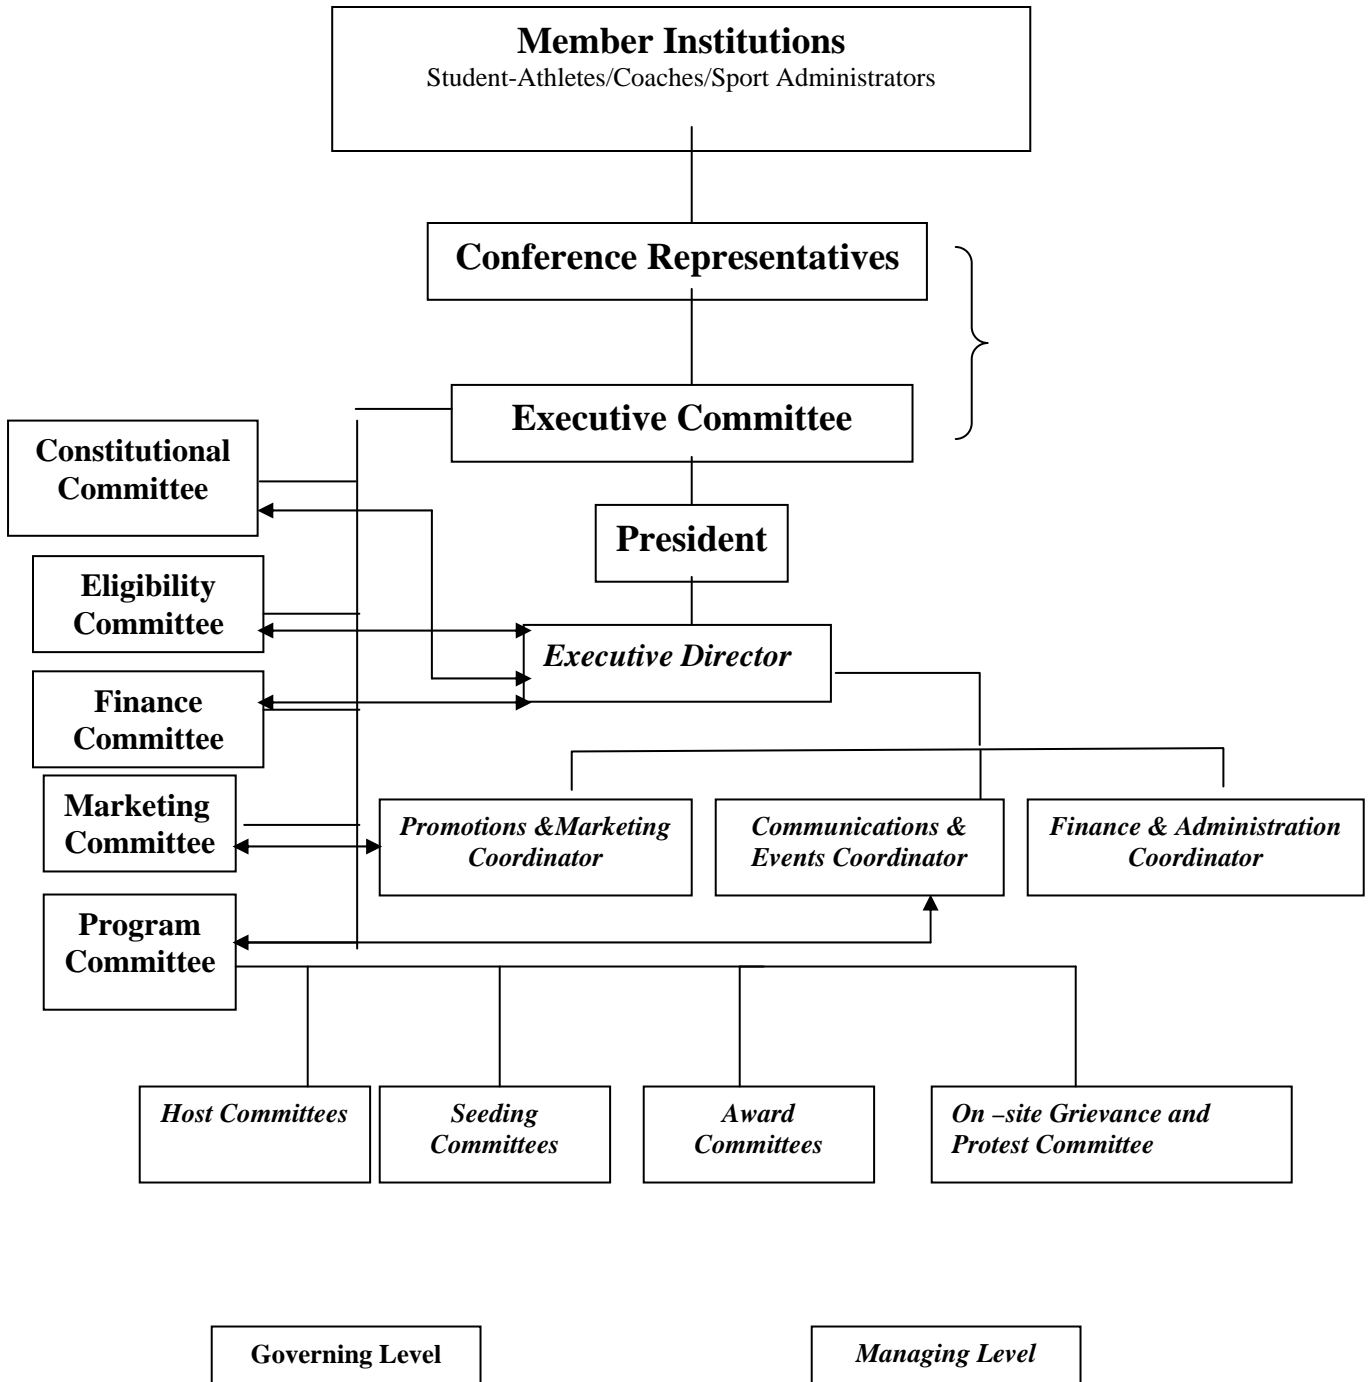 Member Institutions
Student-Athletes/Coaches/Sport Administrators
Conference Representatives
Executive Committee
Constitutional
Committee
President
Eligibility
Committee
Executive Director
Finance
Committee
Marketing
Committee
Promotions &Marketing
Coordinator
Communications &
Events Coordinator
Finance & Administration
Coordinator
Program
Committee
Host Committees
Seeding
Committees
Award
Committees
On –site Grievance and
Protest Committee
Governing Level
Managing Level